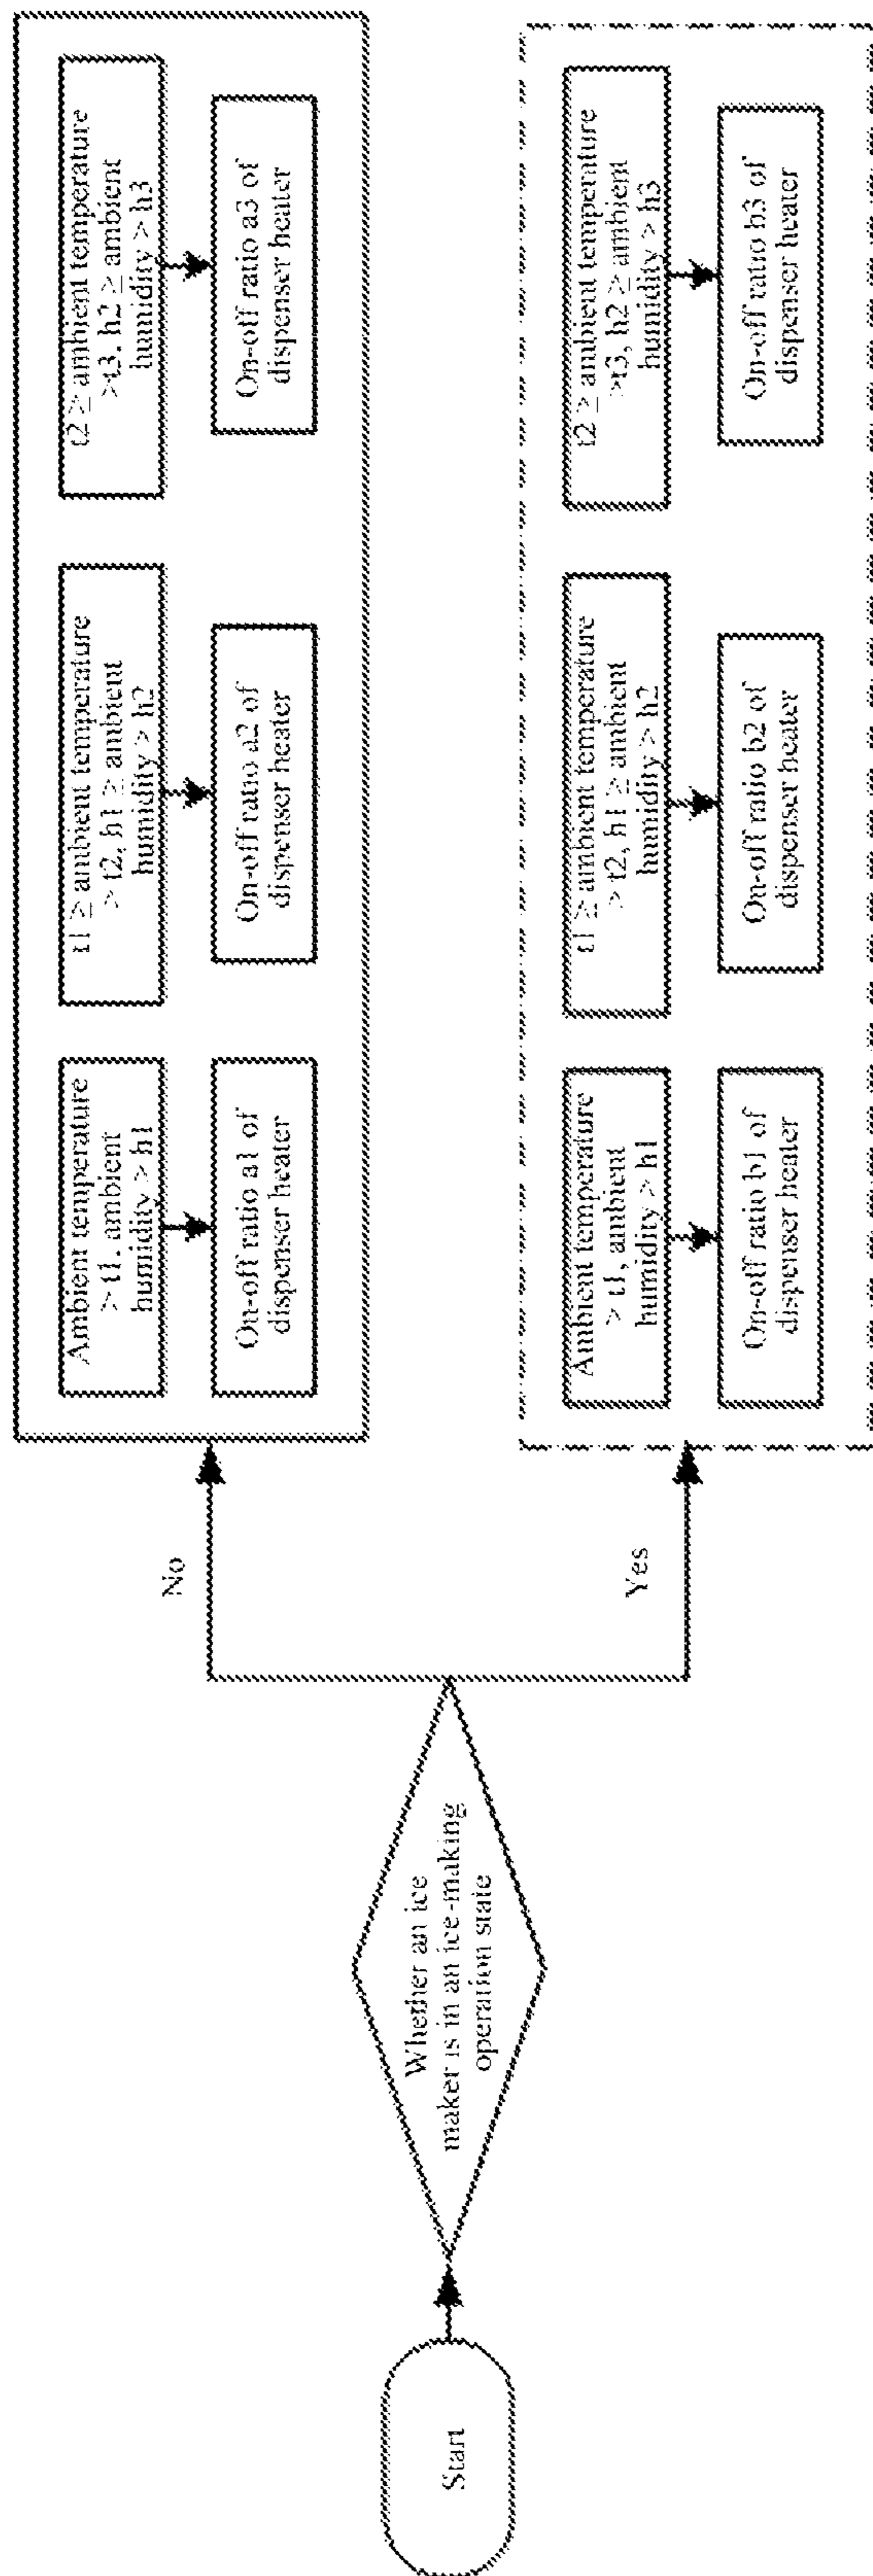 Start
Whether an ice
maker is in an ice-making
operation state
No
Ambient temperature
> t1, ambient
humidity > h1
On-off ratio a1 of
dispenser heater
t1 ≥ ambient temperature
> t2, h1 ≥ ambient
humidity > h2
On-off ratio a2 of
dispenser heater
t2 ≥ ambient temperature
>t3, h2 ≥ ambient
humidity > h3
On-off ratio a3 of
dispenser heater
Yes
Ambient temperature
> t1, ambient
humidity > h1
On-off ratio b1 of
dispenser heater
t1 ≥ ambient temperature
> t2, h1 ≥ ambient
humidity > h2
On-off ratio b2 of
dispenser heater
t2 ≥ ambient temperature
>t3, h2 ≥ ambient
humidity > h3
On-off ratio b3 of
dispenser heater